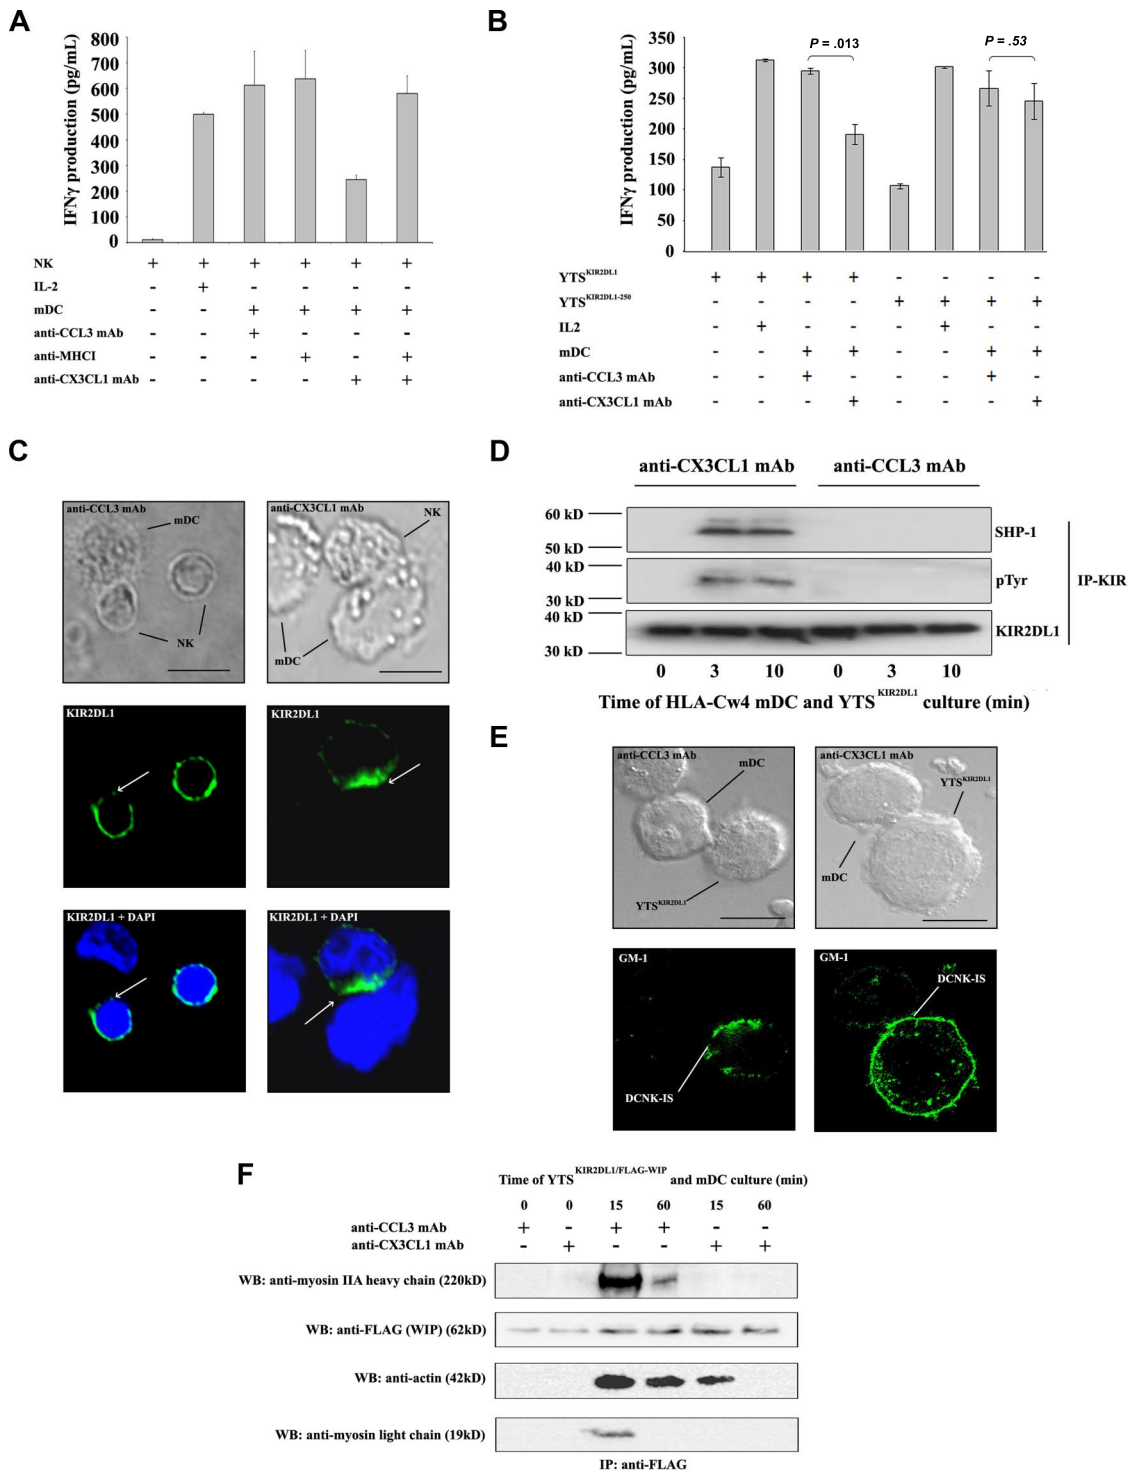 A
IFNγ production (pg/mL)
800
700
600
500
400
300
200
100
0
NK + + + + + +
IL-2 - + - - - -
mDC - - + + + +
anti-CCL3 mAb - - + - - -
anti-MHCI - - - + - +
anti-CX3CL1 mAb - - - - + +
B
IFNγ production (pg/mL)
350
300
250
200
150
100
50
0
P = .013
P = .53
YTS^KIR2DL1 + + + + - - - -
YTS^KIR2DL1-250 - - - - + + + +
IL2 - + - - - + - -
mDC - - + + - - + +
anti-CCL3 mAb - - + - - - + -
anti-CX3CL1 mAb - - - + - - - +
C
anti-CCL3 mAb
mDC
NK
anti-CX3CL1 mAb
NK
mDC
KIR2DL1
KIR2DL1
KIR2DL1 + DAPI
KIR2DL1 + DAPI
D
anti-CX3CL1 mAb anti-CCL3 mAb
60 kD
50 kD
SHP-1
40 kD
30 kD
pTyr
40 kD
30 kD
KIR2DL1
IP-KIR
0 3 10 0 3 10
Time of HLA-Cw4 mDC and YTS^KIR2DL1 culture (min)
E
anti-CCL3 mAb
mDC
YTS^KIR2DL1
anti-CX3CL1 mAb
YTS^KIR2DL1
mDC
GM-1
DCNK-IS
GM-1
DCNK-IS
F
Time of YTS^KIR2DL1/FLAG-WIP and mDC culture (min)
0 0 15 60 15 60
anti-CCL3 mAb + - + + - -
anti-CX3CL1 mAb - + - - + +
WB: anti-myosin IIA heavy chain (220kD)
WB: anti-FLAG (WIP) (62kD)
WB: anti-actin (42kD)
WB: anti-myosin light chain (19kD)
IP: anti-FLAG